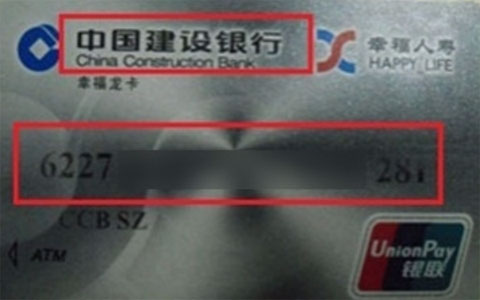 中国建设银行
China Construction Bank
幸福人寿
HAPPY LIFE
幸福龙卡
6227 281
CCB SZ
ATM
UnionPay
银联